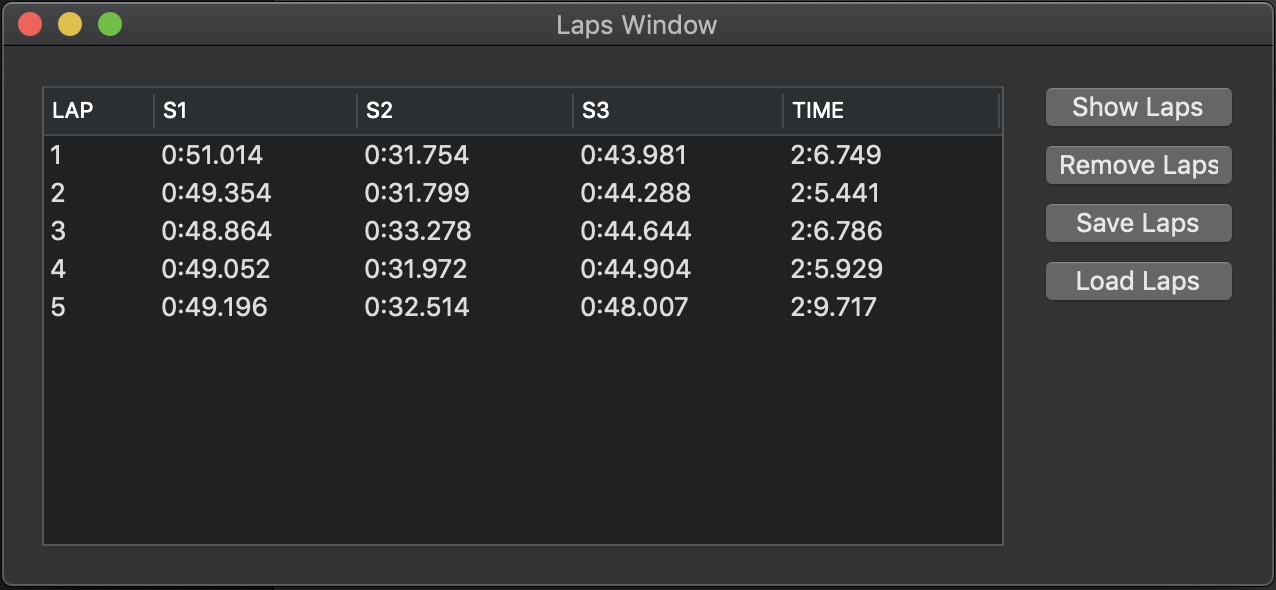 Laps Window
LAP S1 S2 S3 TIME
1 0:51.014 0:31.754 0:43.981 2:6.749
2 0:49.354 0:31.799 0:44.288 2:5.441
3 0:48.864 0:33.278 0:44.644 2:6.786
4 0:49.052 0:31.972 0:44.904 2:5.929
5 0:49.196 0:32.514 0:48.007 2:9.717
Show Laps
Remove Laps
Save Laps
Load Laps